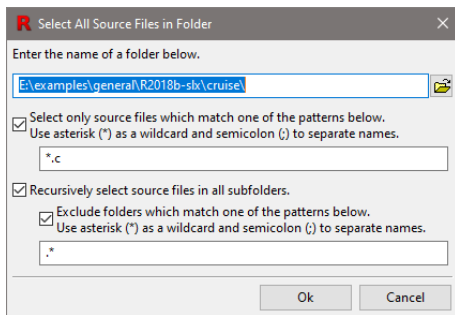 R Select All Source Files in Folder
Enter the name of a folder below.
E:\examples\general\R2018b-slx\cruise\
Select only source files which match one of the patterns below.
Use asterisk (*) as a wildcard and semicolon (;) to separate names.
*.c
Recursively select source files in all subfolders.
Exclude folders which match one of the patterns below.
Use asterisk (*) as a wildcard and semicolon (;) to separate names.
.*
Ok
Cancel